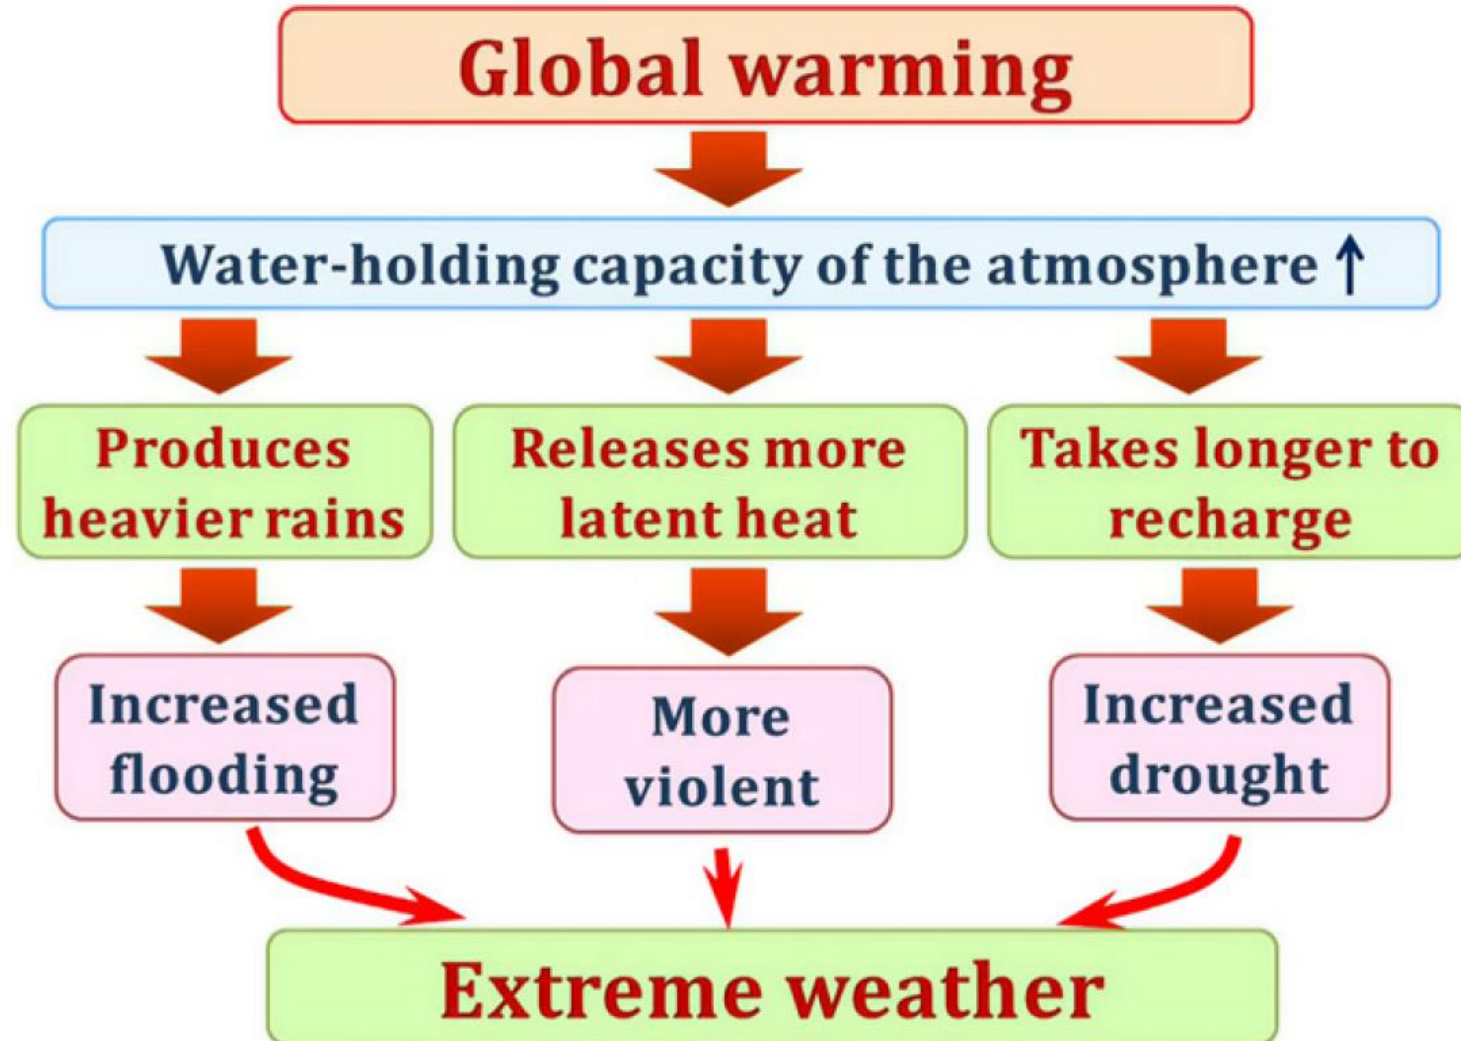 Global warming
Water-holding capacity of the atmosphere ↑
Produces
heavier rains
Releases more
latent heat
Takes longer to
recharge
Increased
flooding
More
violent
Increased
drought
Extreme weather